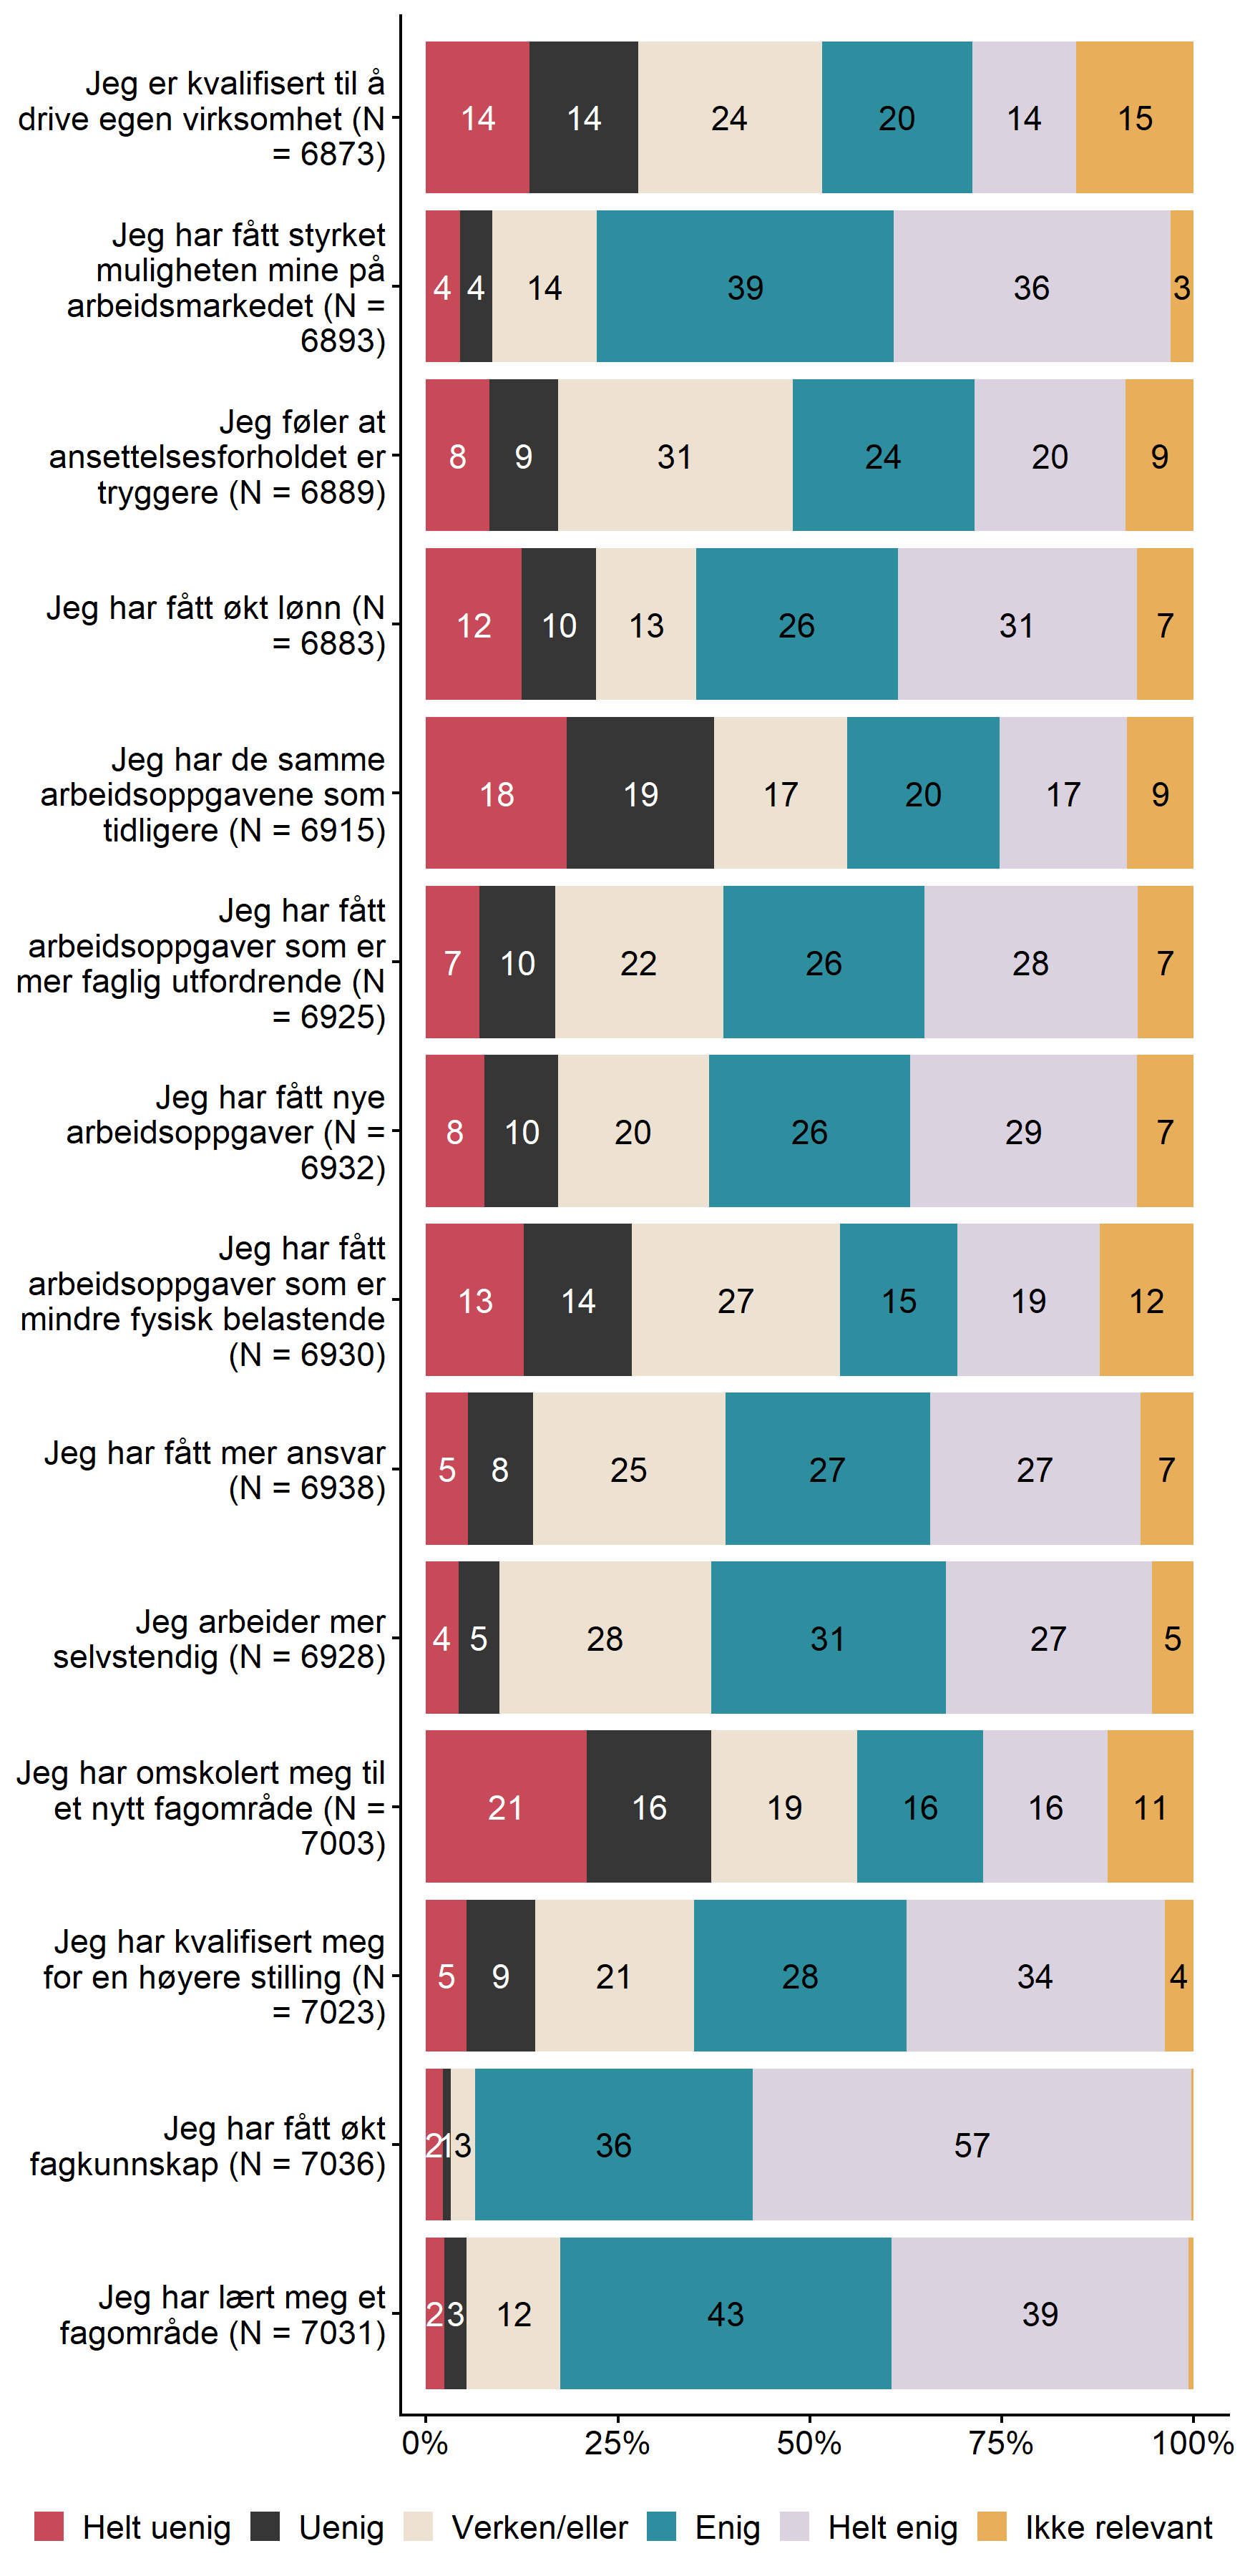 Jeg er kvalifisert til å
drive egen virksomhet (N
= 6873)
14 14 24 20 14 15
Jeg har fått styrket
muligheten mine på
arbeidsmarkedet (N =
6893)
4 4 14 39 36 3
Jeg føler at
ansettelsesforholdet er
tryggere (N = 6889)
8 9 31 24 20 9
Jeg har fått økt lønn (N
= 6883)
12 10 13 26 31 7
Jeg har de samme
arbeidsoppgavene som
tidligere (N = 6915)
18 19 17 20 17 9
Jeg har fått
arbeidsoppgaver som er
mer faglig utfordrende (N
= 6925)
7 10 22 26 28 7
Jeg har fått nye
arbeidsoppgaver (N =
6932)
8 10 20 26 29 7
Jeg har fått
arbeidsoppgaver som er
mindre fysisk belastende
(N = 6930)
13 14 27 15 19 12
Jeg har fått mer ansvar
(N = 6938)
5 8 25 27 27 7
Jeg arbeider mer
selvstendig (N = 6928)
4 5 28 31 27 5
Jeg har omskolert meg til
et nytt fagområde (N =
7003)
21 16 19 16 16 11
Jeg har kvalifisert meg
for en høyere stilling (N
= 7023)
5 9 21 28 34 4
Jeg har fått økt
fagkunnskap (N = 7036)
2 1 3 36 57
Jeg har lært meg et
fagområde (N = 7031)
2 3 12 43 39
0% 25% 50% 75% 100%
Helt uenig Uenig Verken/eller Enig Helt enig Ikke relevant